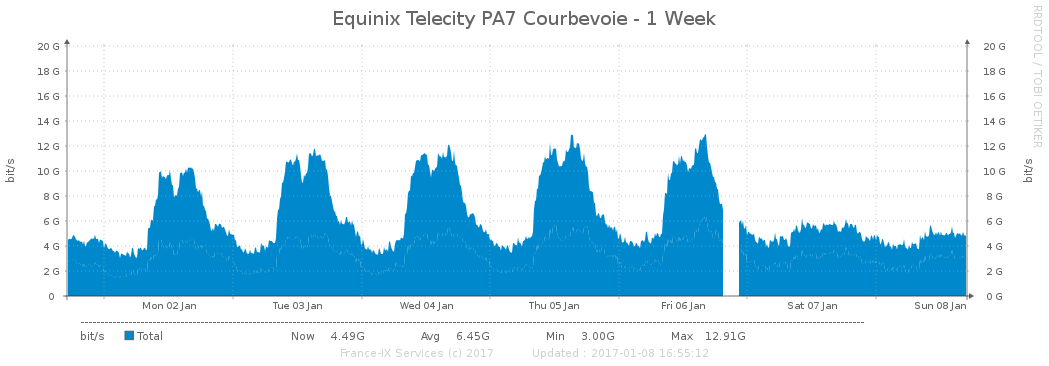 Equinix Telecity PA7 Courbevoie - 1 Week
RRDTOOL / TOBI OETIKER
bit/s
20 G 20 G
18 G 18 G
16 G 16 G
14 G 14 G
12 G 12 G
10 G 10 G
8 G 8 G
6 G 6 G
4 G 4 G
2 G 2 G
0 0 G
bit/s
Mon 02 Jan Tue 03 Jan Wed 04 Jan Thu 05 Jan Fri 06 Jan Sat 07 Jan Sun 08 Jan
bit/s Total Now 4.49G Avg 6.45G Min 3.00G Max 12.91G
France-IX Services (c) 2017 Updated : 2017-01-08 16:55:12